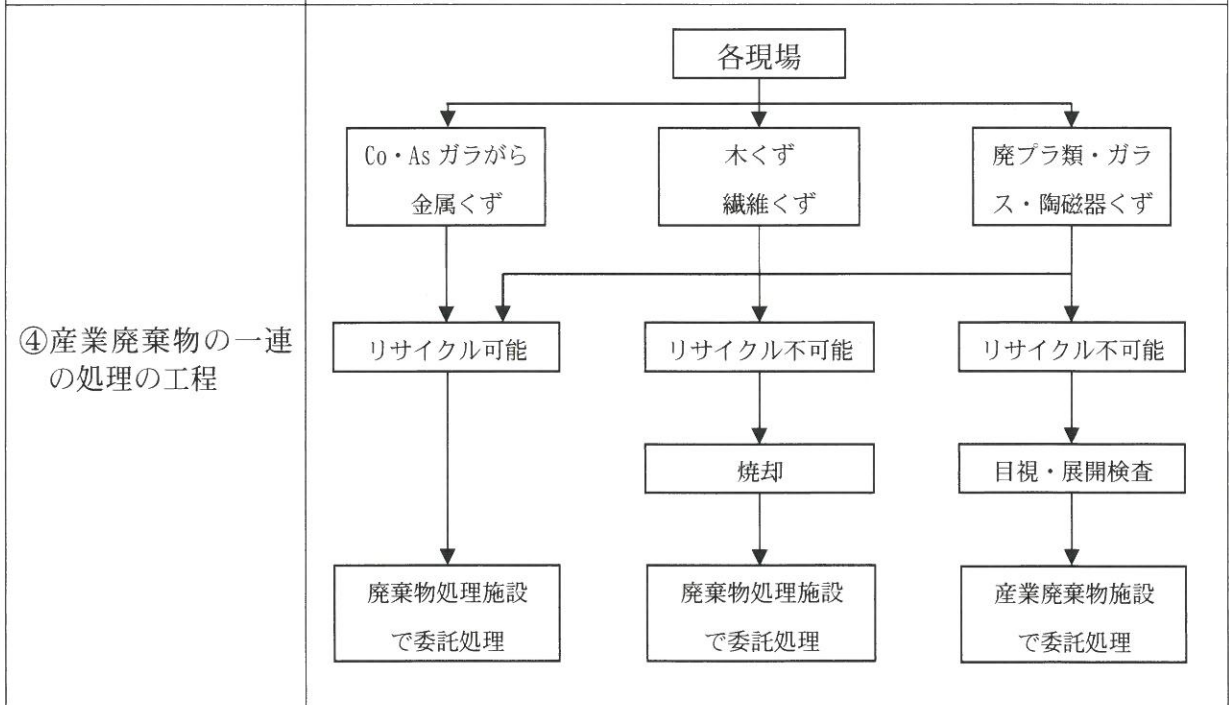 ④産業廃棄物の一連
の処理の工程
各現場
Co・As ガラがら
金属くず
木くず
繊維くず
廃プラ類・ガラ
ス・陶磁器くず
リサイクル可能
リサイクル不可能
リサイクル不可能
焼却
目視・展開検査
廃棄物処理施設
で委託処理
廃棄物処理施設
で委託処理
産業廃棄物施設
で委託処理